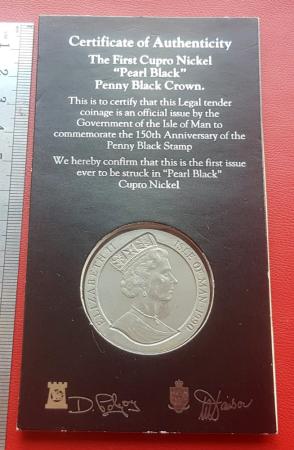 Certificate of Authenticity
The First Cupro Nickel
"Pearl Black"
Penny Black Crown.
This is to certify that this Legal tender
coinage is an official issue by the
Government of the Isle of Man to
commemorate the 150th Anniversary of the
Penny Black Stamp
We hereby confirm that this is the first issue
ever to be struck in "Pearl Black"
Cupro Nickel
ELIZABETH II ISLE OF MAN 1990